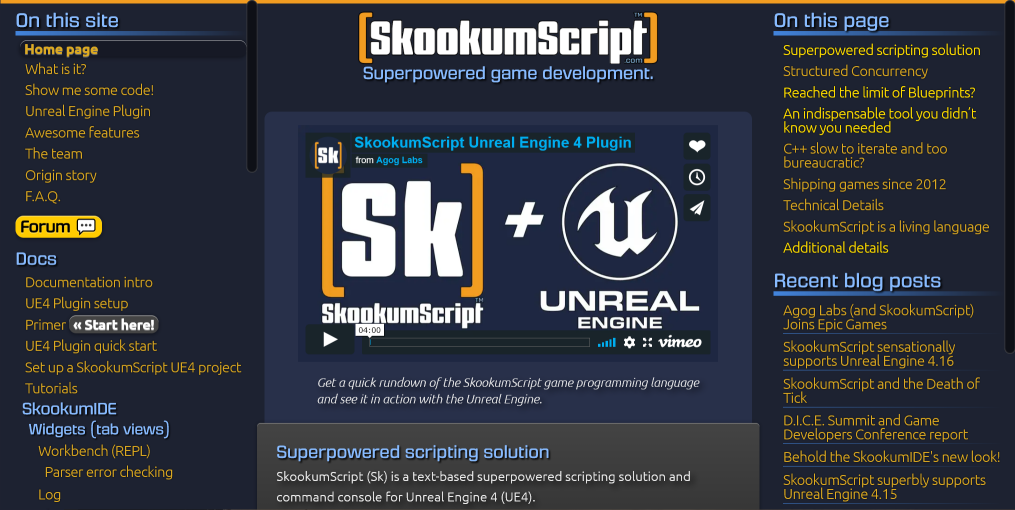 On this site
Home page
What is it?
Show me some code!
Unreal Engine Plugin
Awesome features
The team
Origin story
F.A.Q.
Forum
Docs
Documentation intro
UE4 Plugin setup
Primer « Start here!
UE4 Plugin quick start
Set up a SkookumScript UE4 project
Tutorials
SkookumIDE
Widgets (tab views)
Workbench (REPL)
Parser error checking
Log
[SkookumScript]™
.com
Superpowered game development.
[sk]
SkookumScript Unreal Engine 4 Plugin
from Agog Labs
[Sk] + U
SkookumScript™
UNREAL
ENGINE
04:00
vimeo
Get a quick rundown of the SkookumScript game programming language
and see it in action with the Unreal Engine.
Superpowered scripting solution
SkookumScript (Sk) is a text-based superpowered scripting solution and
command console for Unreal Engine 4 (UE4).
On this page
Superpowered scripting solution
Structured Concurrency
Reached the limit of Blueprints?
An indispensable tool you didn't
know you needed
C++ slow to iterate and too
bureaucratic?
Shipping games since 2012
Technical Details
SkookumScript is a living language
Additional details
Recent blog posts
Agog Labs (and SkookumScript)
Joins Epic Games
SkookumScript sensationally
supports Unreal Engine 4.16
SkookumScript and the Death of
Tick
D.I.C.E. Summit and Game
Developers Conference report
Behold the SkookumIDE's new look!
SkookumScript superbly supports
Unreal Engine 4.15